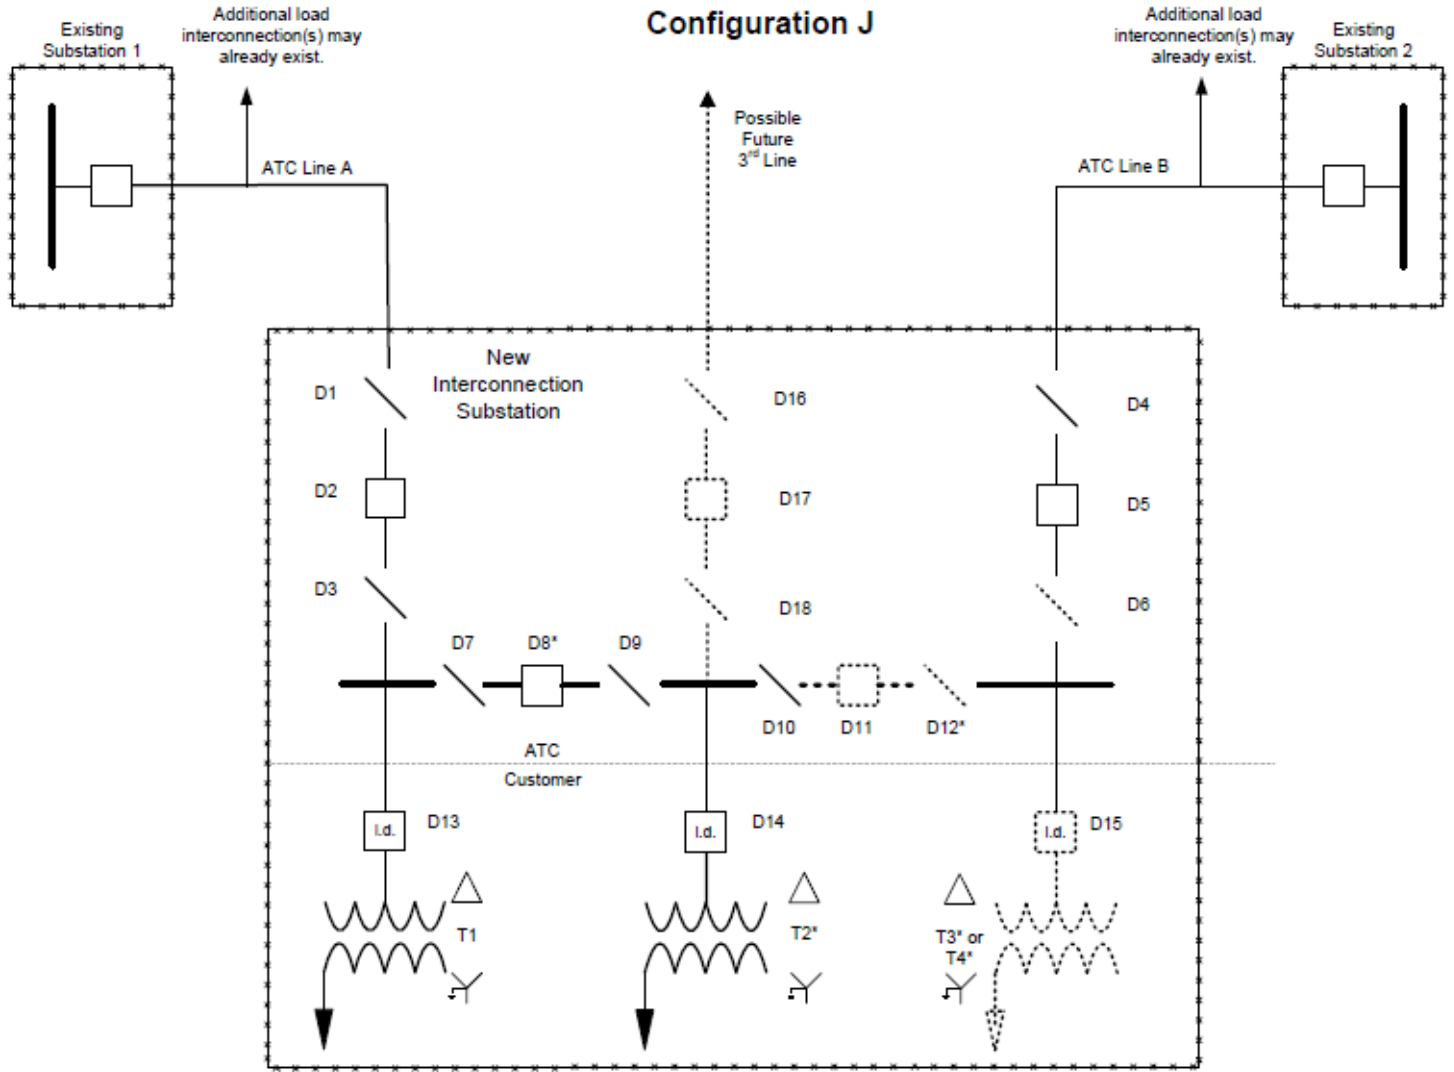 Configuration J
Existing
Substation 1
Additional load
interconnection(s) may
already exist.
Additional load
interconnection(s) may
already exist.
Existing
Substation 2
Possible
Future
3rd Line
ATC Line A
ATC Line B
New
Interconnection
Substation
D1
D16
D4
D2
D17
D5
D3
D18
D6
D7
D8*
D9
D10
D11
D12*
ATC
Customer
l.d.
D13
l.d.
D14
l.d.
D15
T1
T2*
T3* or
T4*